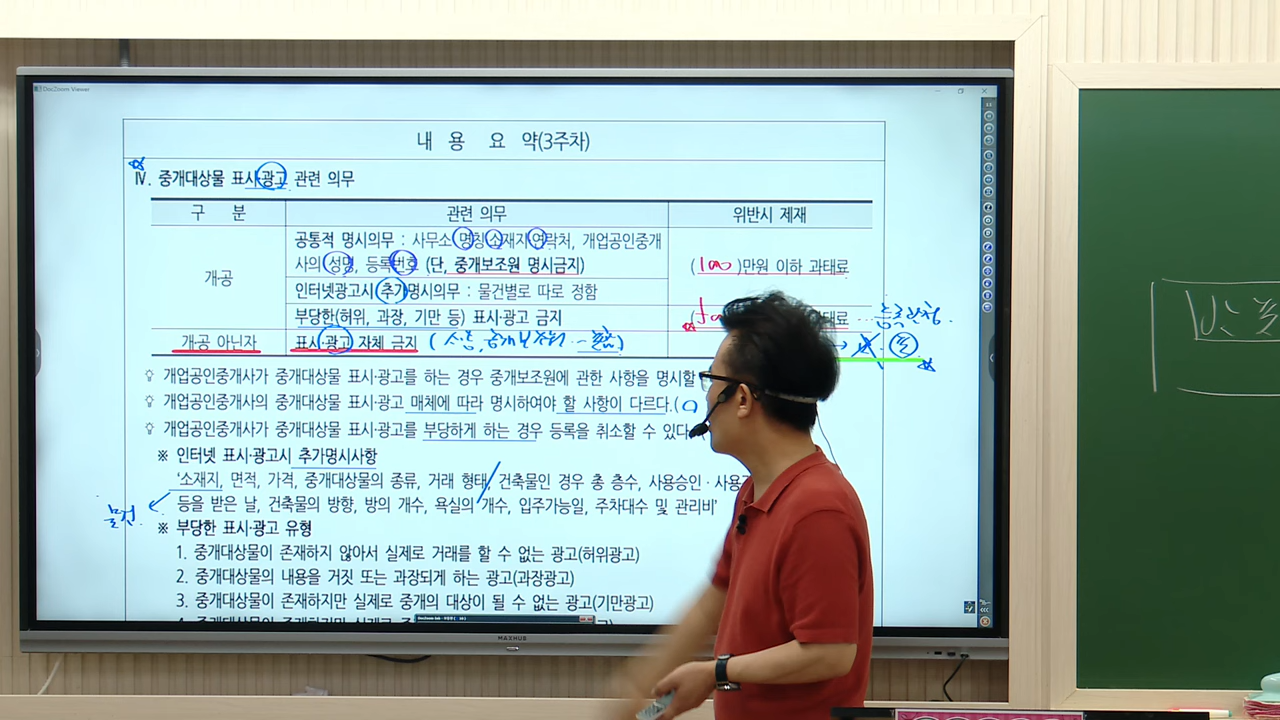 DocZoom Viewer
내 용 요 약(3주차)
Ⅳ. 중개대상물 표시·광고 관련 의무
구 분 관련 의무 위반시 제재
개공
공통적 명시의무 : 사무소 명칭 소재지 연락처, 개업공인중개
사의 성명, 등록번호 (단, 중개보조원 명시금지)
(100)만원 이하 과태료
인터넷광고시 추가명시의무 : 물건별로 따로 정함
부당한(허위, 과장, 기만 등) 표시·광고 금지
과태료
개공 아닌자 표시·광고 자체 금지
개업공인중개사가 중개대상물 표시·광고를 하는 경우 중개보조원에 관한 사항을 명시할
개업공인중개사의 중개대상물 표시·광고 매체에 따라 명시하여야 할 사항이 다르다.(O
개업공인중개사가 중개대상물 표시·광고를 부당하게 하는 경우 등록을 취소할 수 있다.
※ 인터넷 표시·광고시 추가명시사항
'소재지, 면적, 가격, 중개대상물의 종류, 거래 형태, 건축물인 경우 총 층수, 사용승인·사용
등을 받은 날, 건축물의 방향, 방의 개수, 욕실의 개수, 입주가능일, 주차대수 및 관리비'
물건
※ 부당한 표시·광고 유형
1. 중개대상물이 존재하지 않아서 실제로 거래를 할 수 없는 광고(허위광고)
2. 중개대상물의 내용을 거짓 또는 과장되게 하는 광고(과장광고)
3. 중개대상물이 존재하지만 실제로 중개의 대상이 될 수 없는 광고(기만광고)
MAXHUB